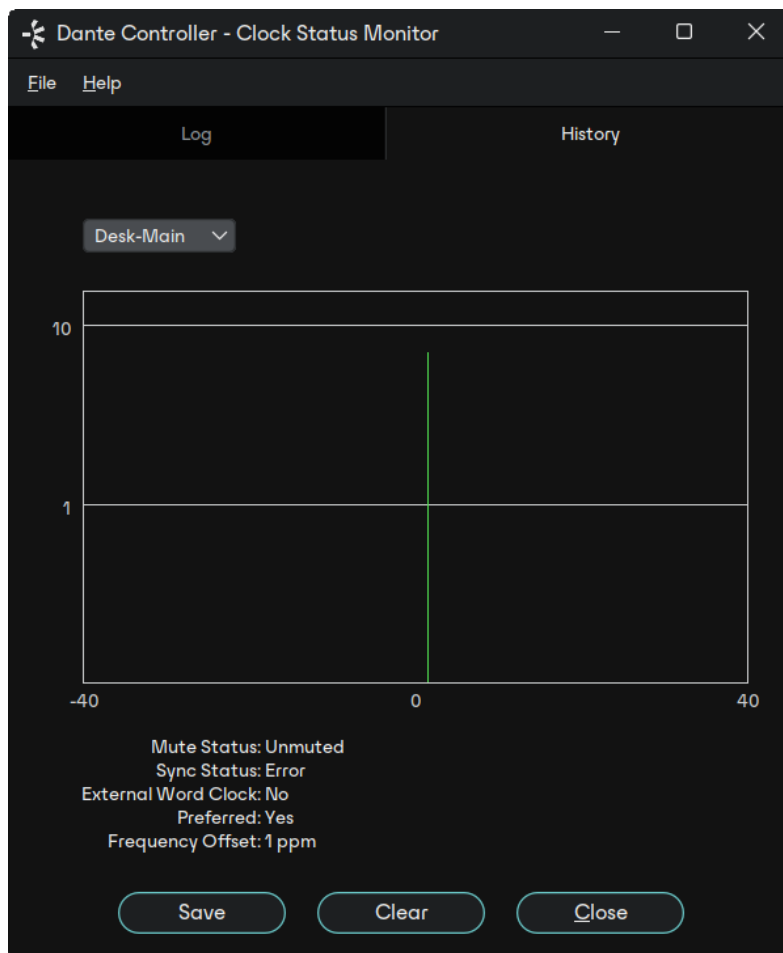 Dante Controller - Clock Status Monitor
File Help
Log History
Desk-Main
10
1
-40 0 40
Mute Status: Unmuted
Sync Status: Error
External Word Clock: No
Preferred: Yes
Frequency Offset: 1 ppm
Save Clear Close